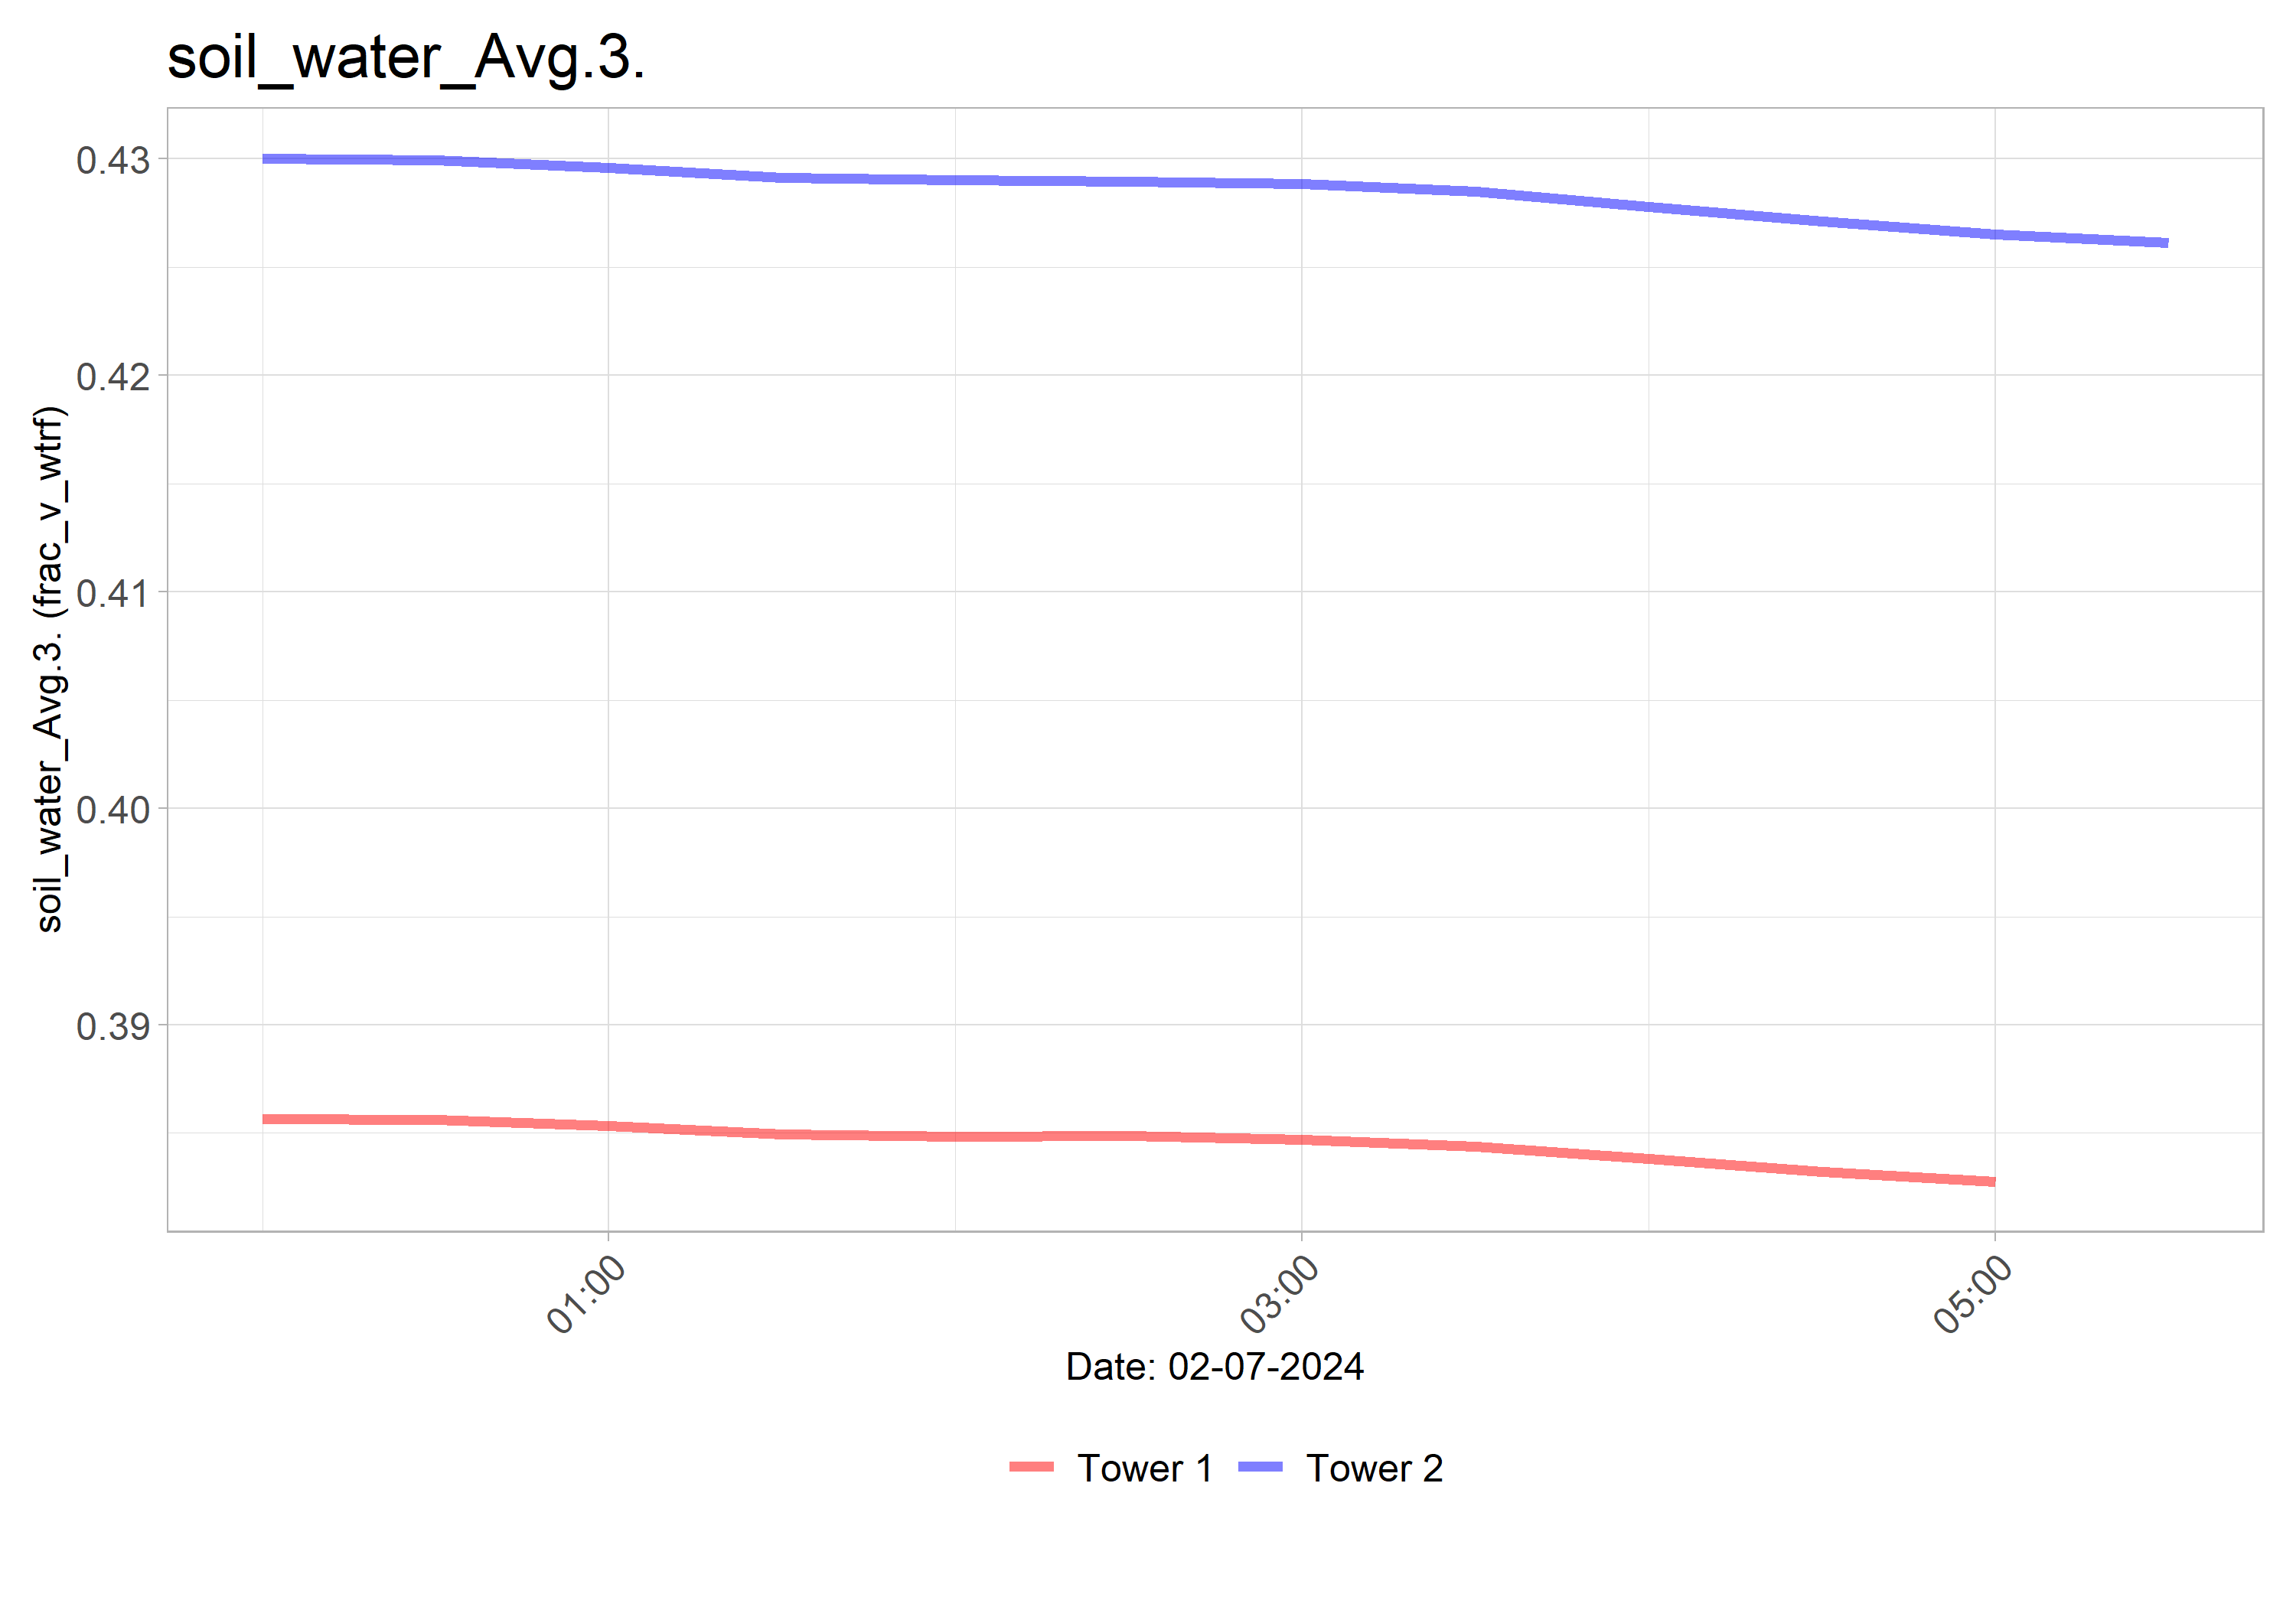 soil_water_Avg.3.
soil_water_Avg.3. (frac_v_wtrf)
0.43
0.42
0.41
0.40
0.39
01:00
03:00
05:00
Date: 02-07-2024
Tower 1
Tower 2